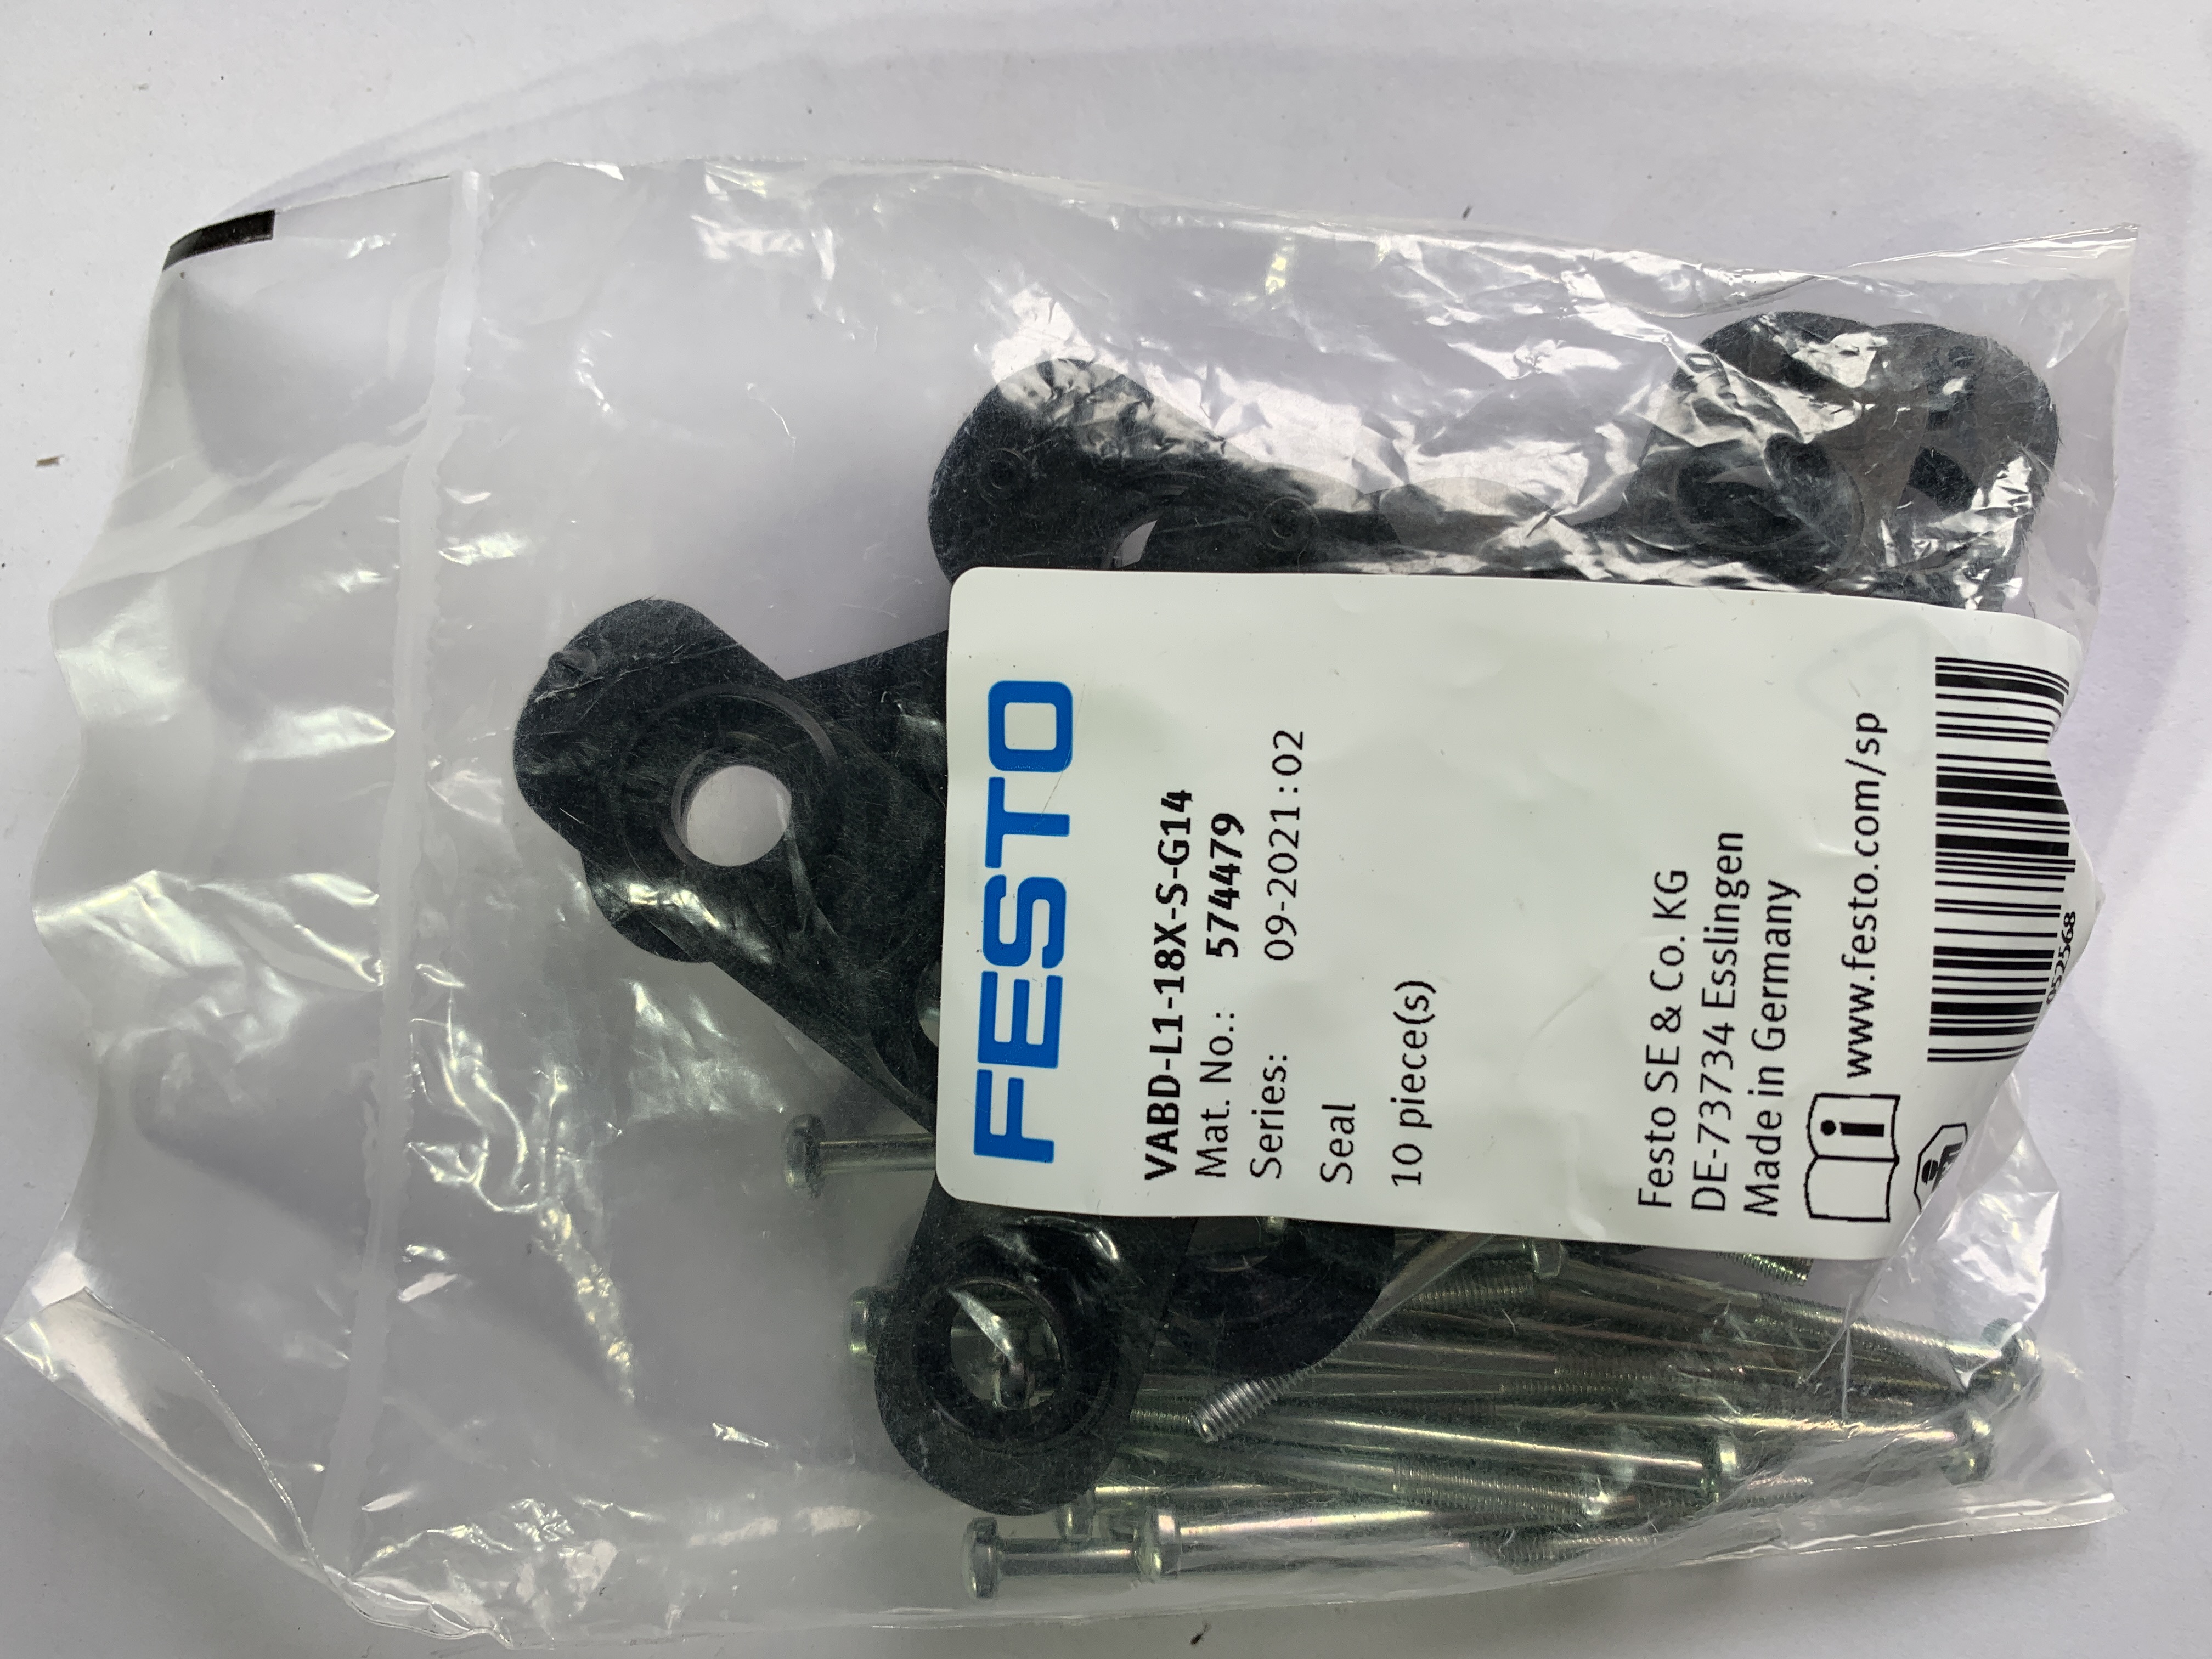 FESTO
VABD-L1-18X-S-G14
Mat. No.: 574479
Series: 09-2021:02
Seal
10 piece(s)
Festo SE & Co. KG
DE-73734 Esslingen
Made in Germany
i www.festo.com/sp
052568